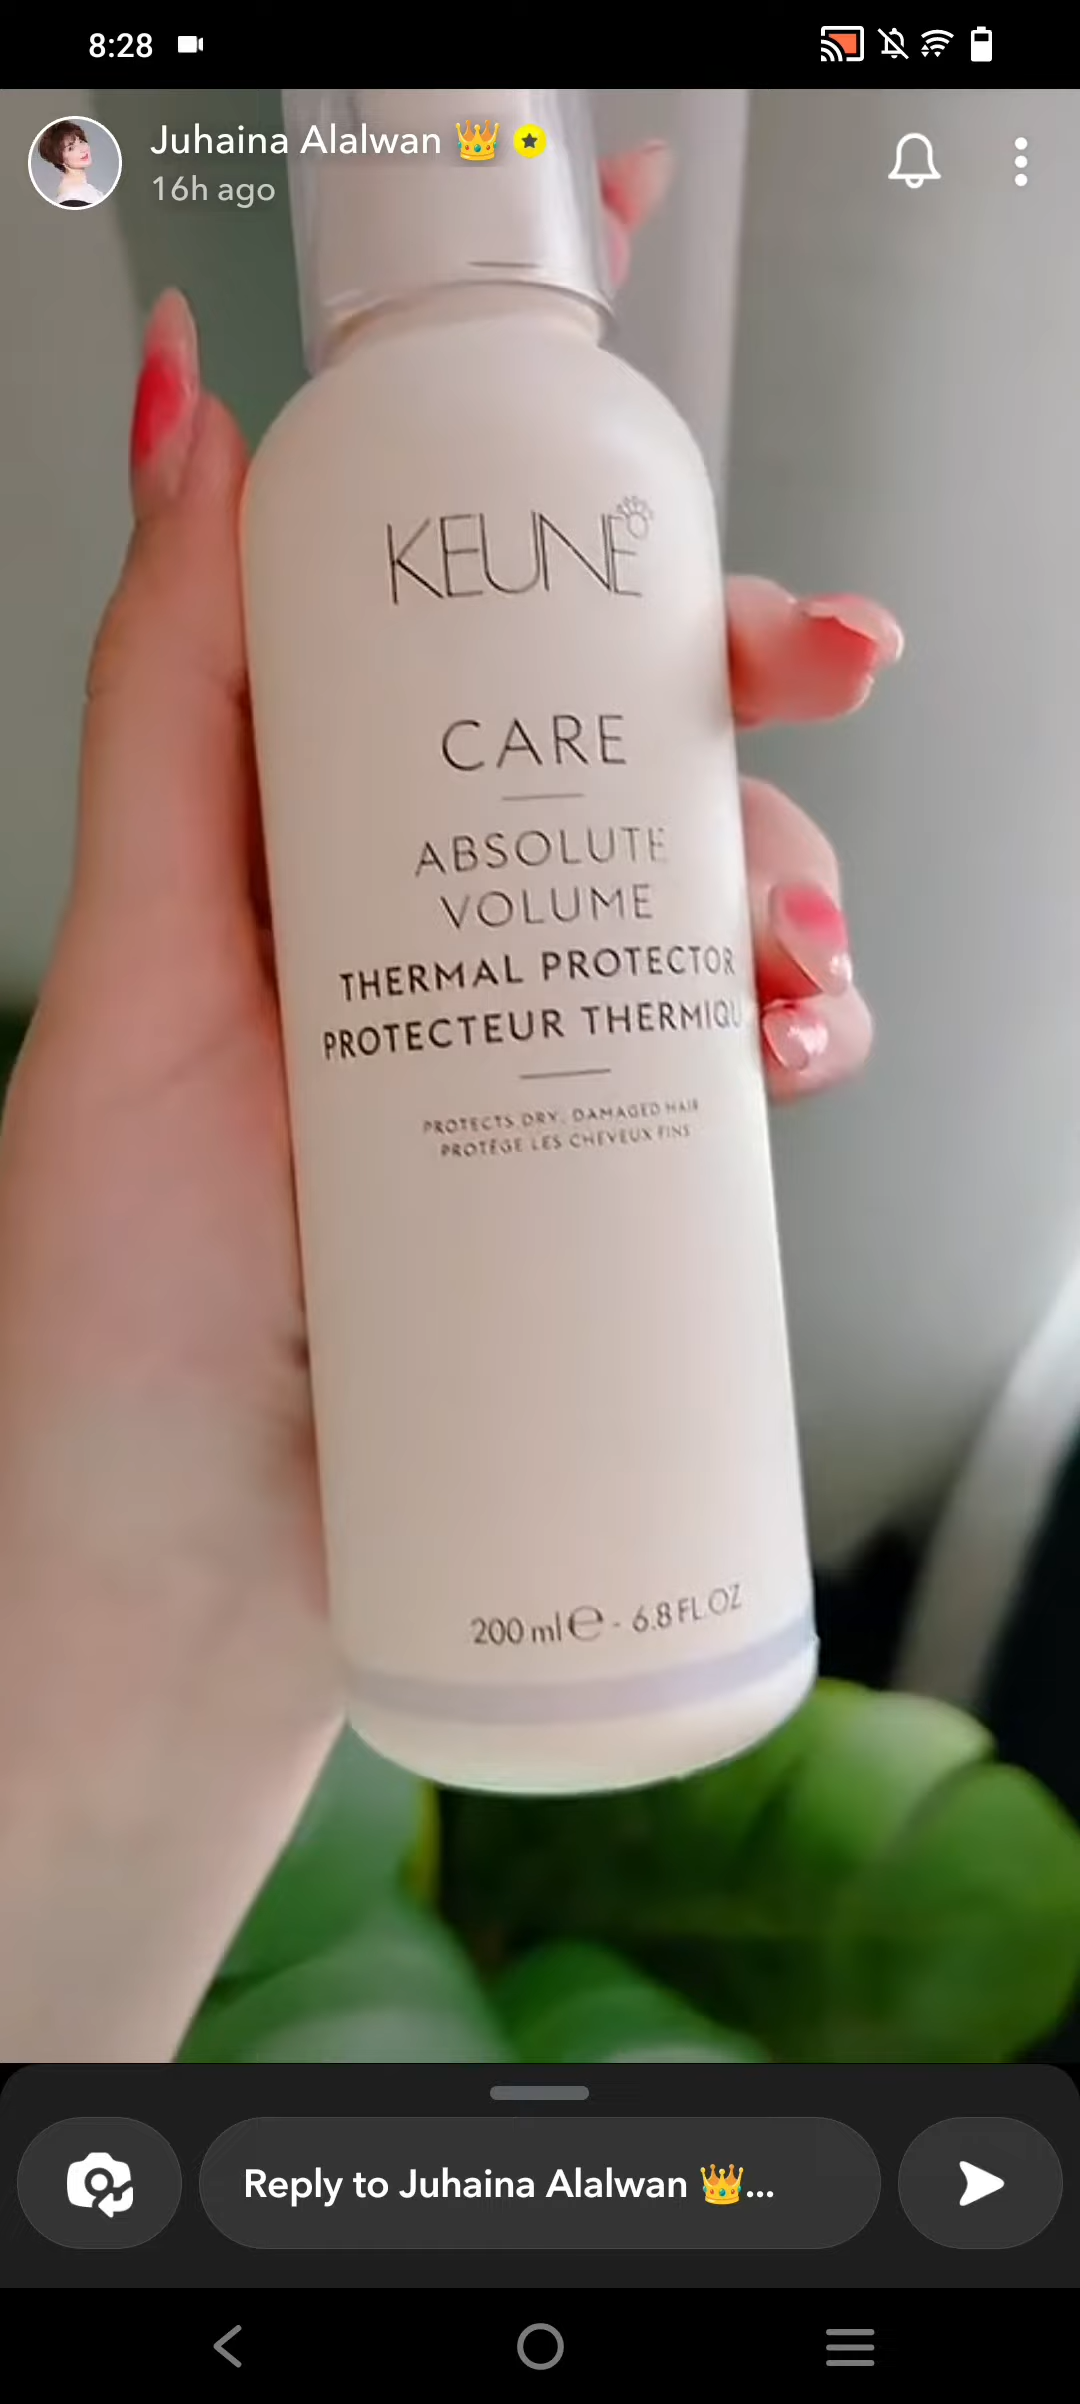 8:28
Juhaina Alalwan 👑
16h ago
KEUNE
CARE
ABSOLUTE
VOLUME
THERMAL PROTECTOR
PROTECTEUR THERMIQU
PROTECTS DRY, DAMAGED HAIR
PROTÈGE LES CHEVEUX FINS
200 ml ℮ - 6.8 FL.OZ
Reply to Juhaina Alalwan 👑...